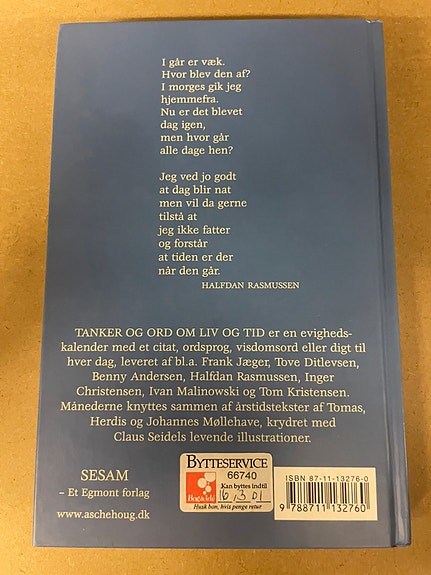 I går er væk.
Hvor blev den af?
I morges gik jeg
hjemmefra.
Nu er det blevet
dag igen,
men hvor går
alle dage hen?
Jeg ved jo godt
at dag blir nat
men vil da gerne
tilstå at
jeg ikke fatter
og forstår
at tiden er der
når den går.
HALFDAN RASMUSSEN
TANKER OG ORD OM LIV OG TID er en evigheds-
kalender med et citat, ordsprog, visdomsord eller digt til
hver dag, leveret af bl.a. Frank Jæger, Tove Ditlevsen,
Benny Andersen, Halfdan Rasmussen, Inger
Christensen, Ivan Malinowski og Tom Kristensen.
Månederne knyttes sammen af årstidstekster af Tomas,
Herdis og Johannes Møllehave, krydret med
Claus Seidels levende illustrationer.
SESAM
– Et Egmont forlag
www.aschehoug.dk
BYTTESERVICE
66740
Kan byttes indtil
16, 3 01
Husk bon, hvis penge retur
Bog & idé
ISBN 87-11-13276-0
9 788711 132760